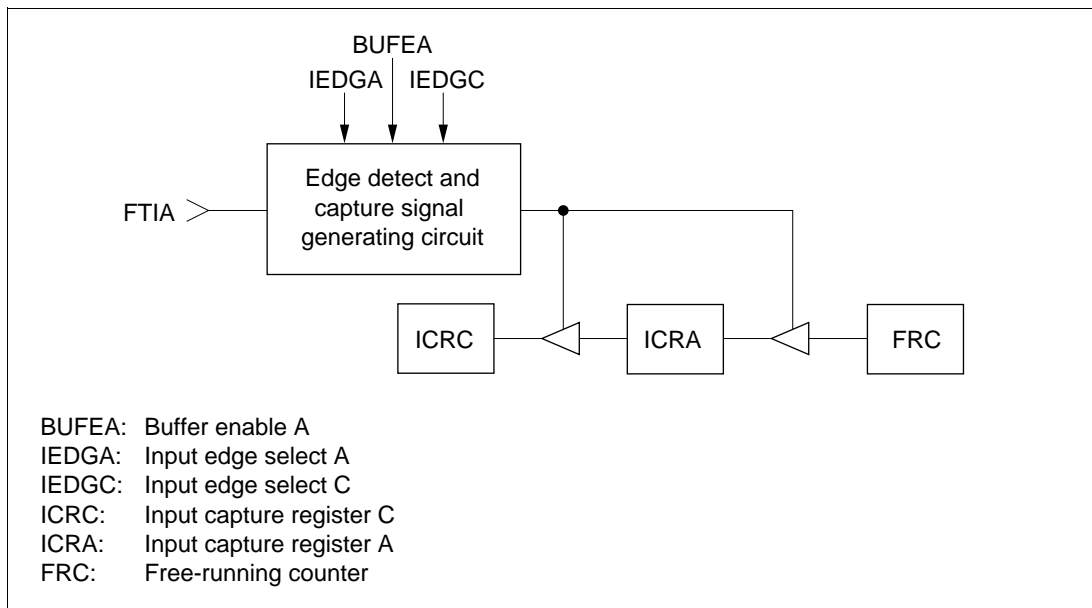 BUFEA
IEDGA IEDGC
Edge detect and
capture signal
generating circuit
FTIA
ICRC ICRA FRC
BUFEA: Buffer enable A
IEDGA: Input edge select A
IEDGC: Input edge select C
ICRC: Input capture register C
ICRA: Input capture register A
FRC: Free-running counter